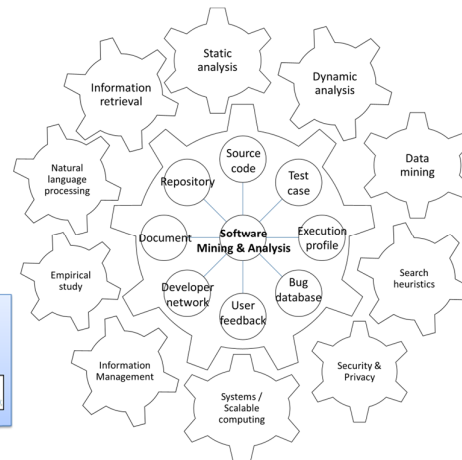 Static
analysis
Information
retrieval
Dynamic
analysis
Source
code
Natural
language
processing
Repository
Test
case
Data
mining
Document
Software
Mining & Analysis
Execution
profile
Empirical
study
Developer
network
User
feedback
Bug
database
Search
heuristics
Information
Management
Systems /
Scalable
computing
Security &
Privacy